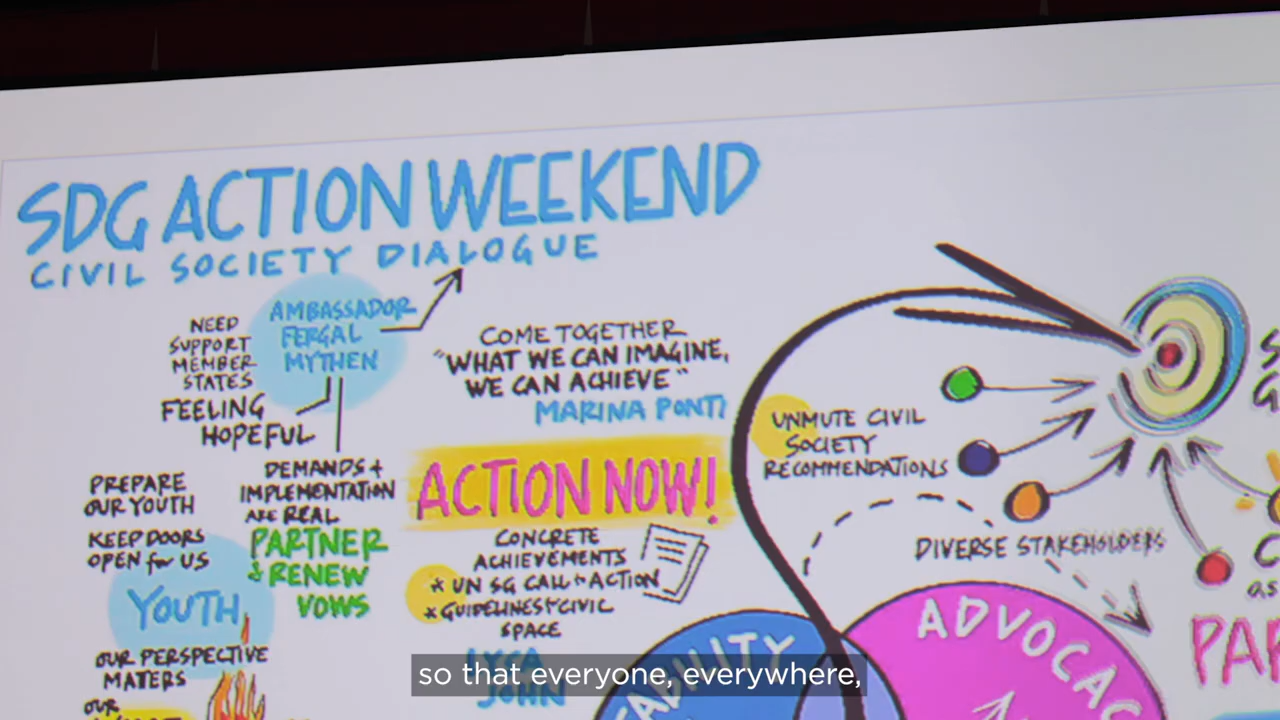 SDG ACTION WEEKEND
CIVIL SOCIETY DIALOGUE
AMBASSADOR
FERGAL
MYTHEN
NEED
SUPPORT
MEMBER
STATES
FEELING
HOPEFUL
COME TOGETHER
"WHAT WE CAN IMAGINE,
WE CAN ACHIEVE"
MARINA PONTI
PREPARE
OUR YOUTH
KEEP DOORS
OPEN for US
YOUTH
OUR PERSPECTIVE
MATERS
OUR
DEMANDS +
IMPLEMENTATION
ARE REAL
PARTNER
& RENEW
VOWS
ACTION NOW!
CONCRETE
ACHIEVEMENTS
* UN SG CALL to ACTION
* GUIDELINES + CIVIC
SPACE
JOHN
UNMUTE CIVIL
SOCIETY
RECOMMENDATIONS
DIVERSE STAKEHOLDERS
so that everyone, everywhere,